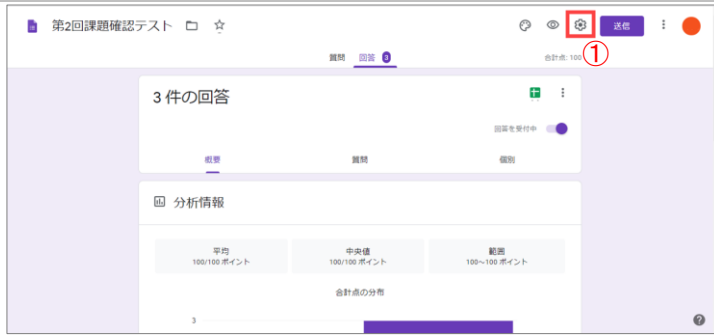 第2回課題確認テスト
送信
質問 回答 3
合計点: 100
①
3 件の回答
回答を受付中
概要 質問 個別
分析情報
平均 中央値 範囲
100/100 ポイント 100/100 ポイント 100～100 ポイント
合計点の分布
3